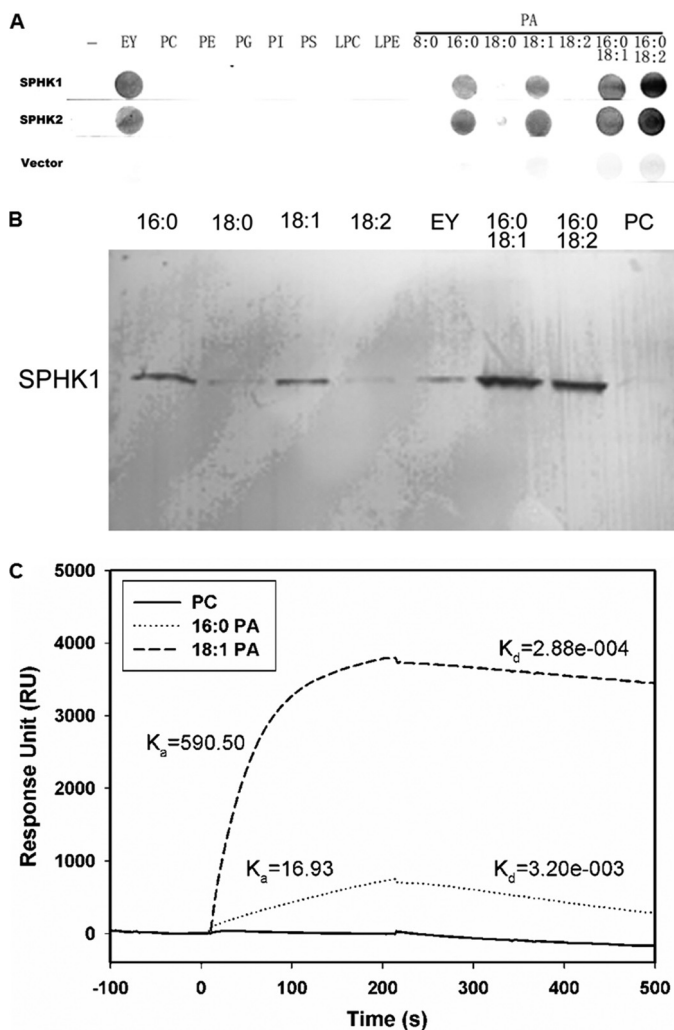 A
PA
– EY PC PE PG PI PS LPC LPE 8:0 16:0 18:0 18:1 18:2 16:0 16:0
18:1 18:2
SPHK1
SPHK2
Vector
B
16:0 18:0 18:1 18:2 EY 16:0 16:0 PC
18:1 18:2
SPHK1
C
5000
4000
3000
2000
1000
0
Response Unit (RU)
PC
16:0 PA
18:1 PA
Kd=2.88e-004
Ka=590.50
Ka=16.93
Kd=3.20e-003
-100 0 100 200 300 400 500
Time (s)